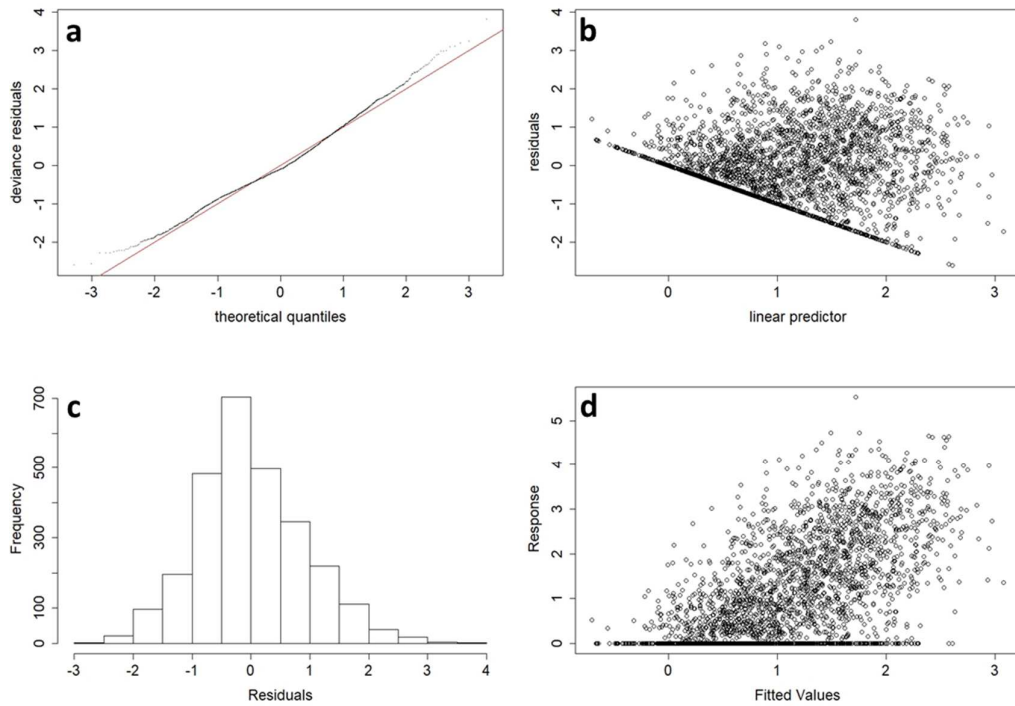 a
deviance residuals
4
3
2
1
0
-1
-2
-3 -2 -1 0 1 2 3
theoretical quantiles
b
residuals
4
3
2
1
0
-1
-2
0 1 2 3
linear predictor
c
Frequency
700
500
300
100
0
-3 -2 -1 0 1 2 3 4
Residuals
d
Response
5
4
3
2
1
0
0 1 2 3
Fitted Values